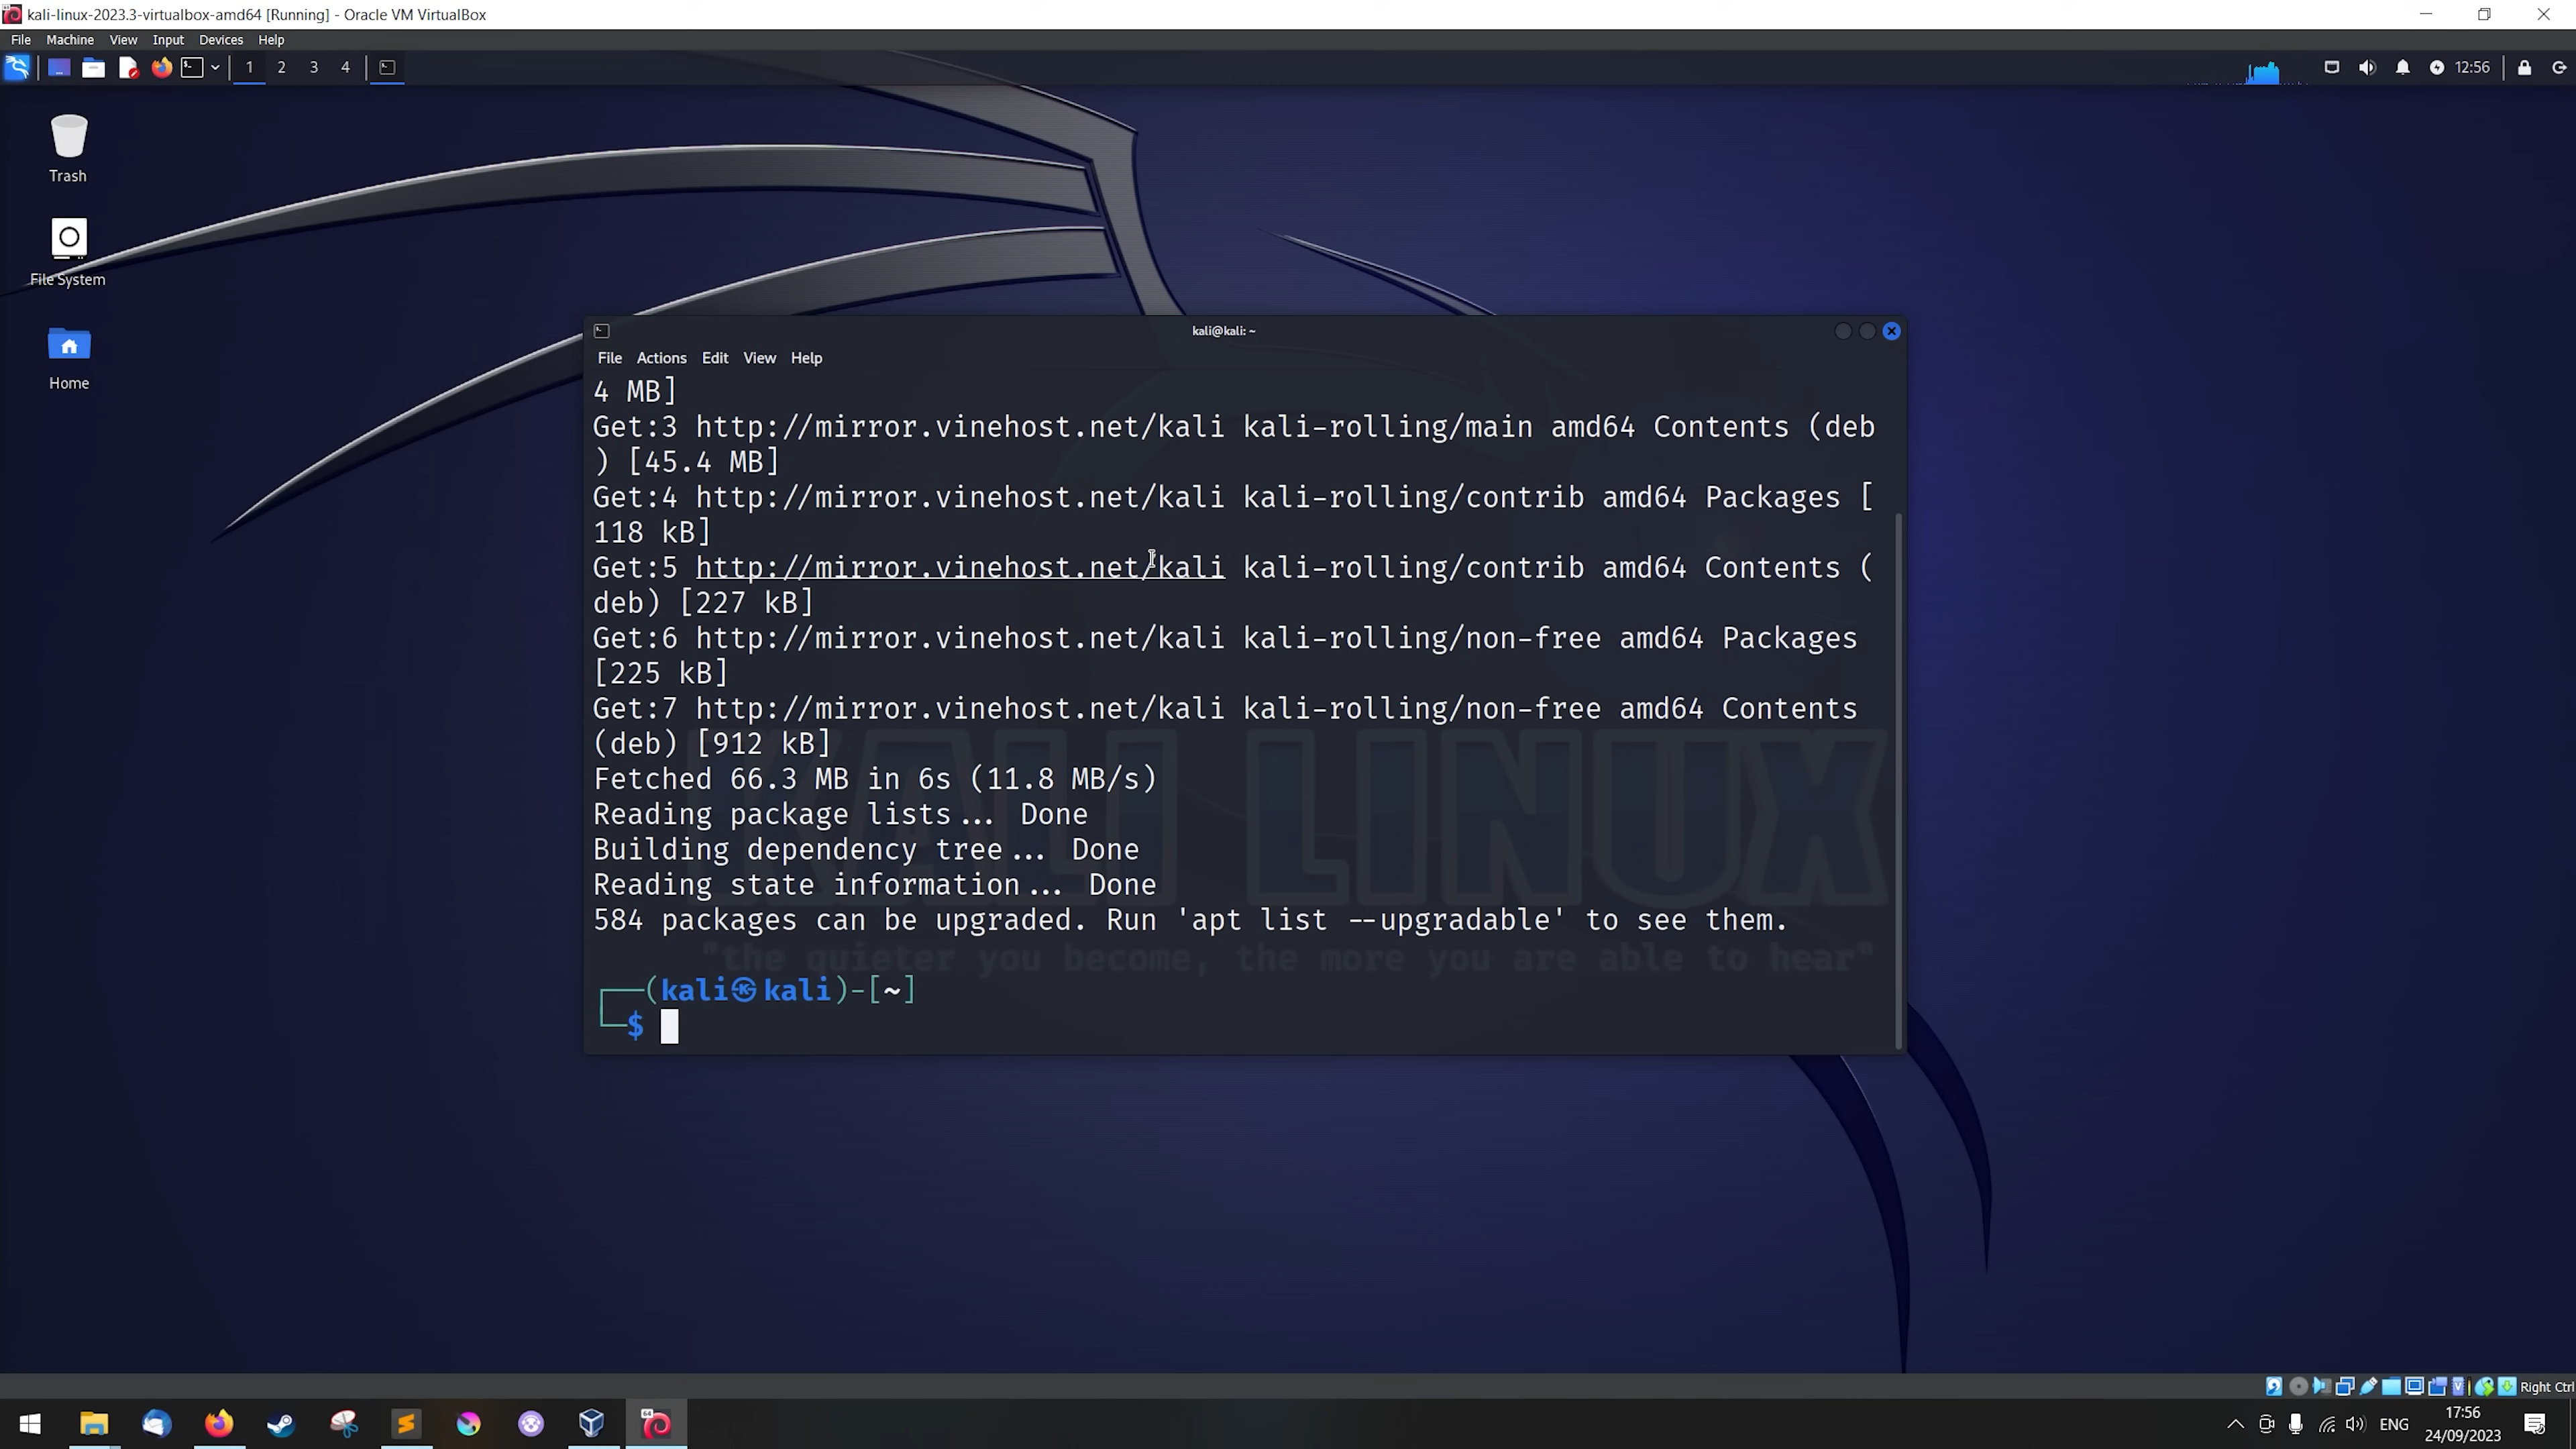 kali-linux-2023.3-virtualbox-amd64 [Running] - Oracle VM VirtualBox
File Machine View Input Devices Help
1 2 3 4
12:56
Trash
File System
Home
kali@kali: ~
File Actions Edit View Help
4 MB]
Get:3 http://mirror.vinehost.net/kali kali-rolling/main amd64 Contents (deb
) [45.4 MB]
Get:4 http://mirror.vinehost.net/kali kali-rolling/contrib amd64 Packages [
118 kB]
Get:5 http://mirror.vinehost.net/kali kali-rolling/contrib amd64 Contents (
deb) [227 kB]
Get:6 http://mirror.vinehost.net/kali kali-rolling/non-free amd64 Packages
[225 kB]
Get:7 http://mirror.vinehost.net/kali kali-rolling/non-free amd64 Contents
(deb) [912 kB]
Fetched 66.3 MB in 6s (11.8 MB/s)
Reading package lists... Done
Building dependency tree... Done
Reading state information... Done
584 packages can be upgraded. Run 'apt list --upgradable' to see them.
KALI LINUX
"the quieter you become, the more you are able to hear"
┌──(kali㉿kali)-[~]
└─$
Right Ctrl
ENG
17:56
24/09/2023